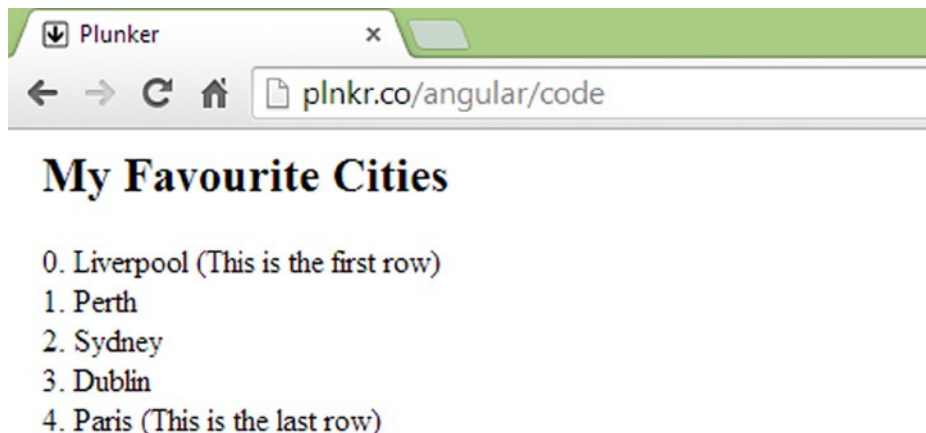 Plunker
plnkr.co/angular/code
My Favourite Cities
0. Liverpool (This is the first row)
1. Perth
2. Sydney
3. Dublin
4. Paris (This is the last row)